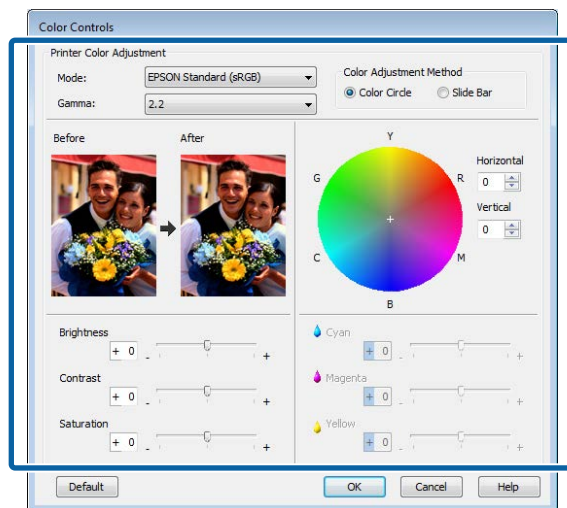 Color Controls
Printer Color Adjustment
Mode: EPSON Standard (sRGB)
Gamma: 2.2
Color Adjustment Method
Color Circle Slide Bar
Before After
Y
G R
C M
B
Horizontal
0
Vertical
0
Brightness
+ 0 - +
Contrast
+ 0 - +
Saturation
+ 0 - +
Cyan
+ 0 - +
Magenta
+ 0 - +
Yellow
+ 0 - +
Default OK Cancel Help